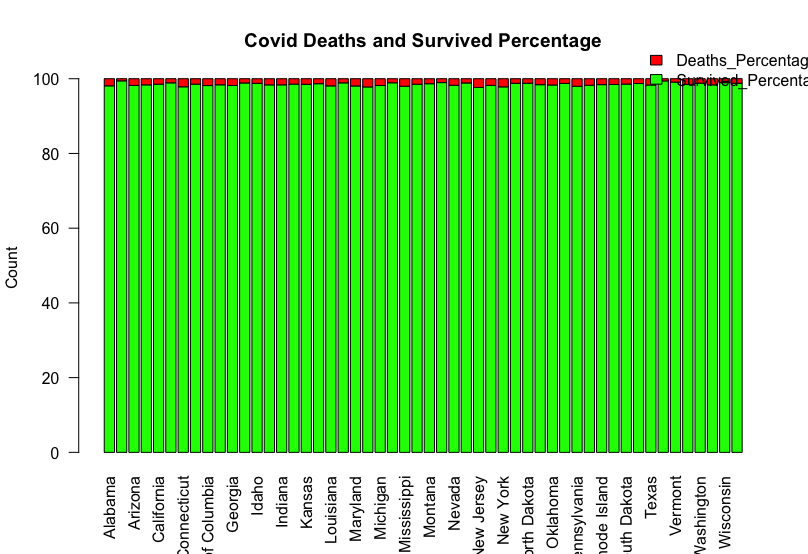 Covid Deaths and Survived Percentage
Deaths_Percentag
Survived_Percenta
Count
100
80
60
40
20
0
Alabama
Arizona
California
Connecticut
of Columbia
Georgia
Idaho
Indiana
Kansas
Louisiana
Maryland
Michigan
Mississippi
Montana
Nevada
New Jersey
New York
orth Dakota
Oklahoma
ennsylvania
hode Island
uth Dakota
Texas
Vermont
Washington
Wisconsin